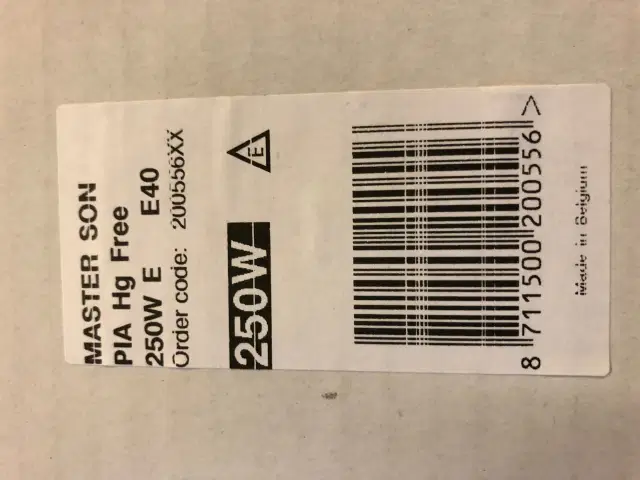 MASTER SON
PIA Hg Free
250W E E40
Order code: 200556XX
250W
E
8 711500 200556 >
Made in Belgium